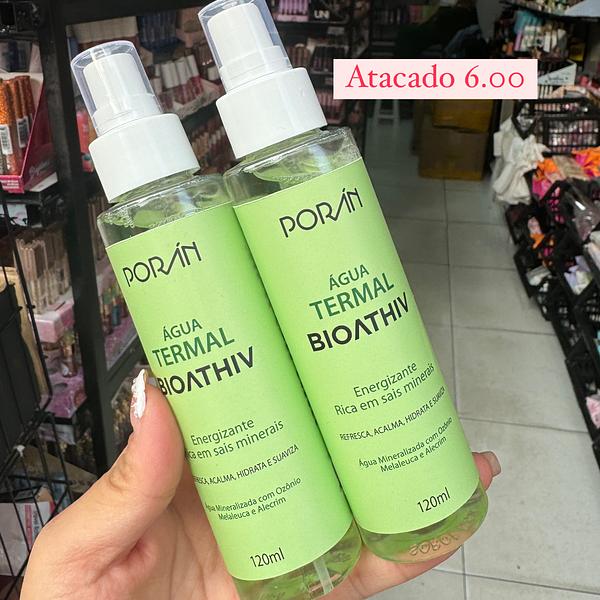 Atacado 6.00
PORÁN
ÁGUA
TERMAL
BIOATHIV
Energizante
Rica em sais minerais
REFRESCA, ACALMA, HIDRATA E SUAVIZA
Água Mineralizada com Ozônio
Melaleuca e Alecrim
120ml
PORÁN
ÁGUA
TERMAL
BIOATHIV
Energizante
Rica em sais minerais
REFRESCA, ACALMA, HIDRATA E SUAVIZA
Água Mineralizada com Ozônio
Melaleuca e Alecrim
120ml